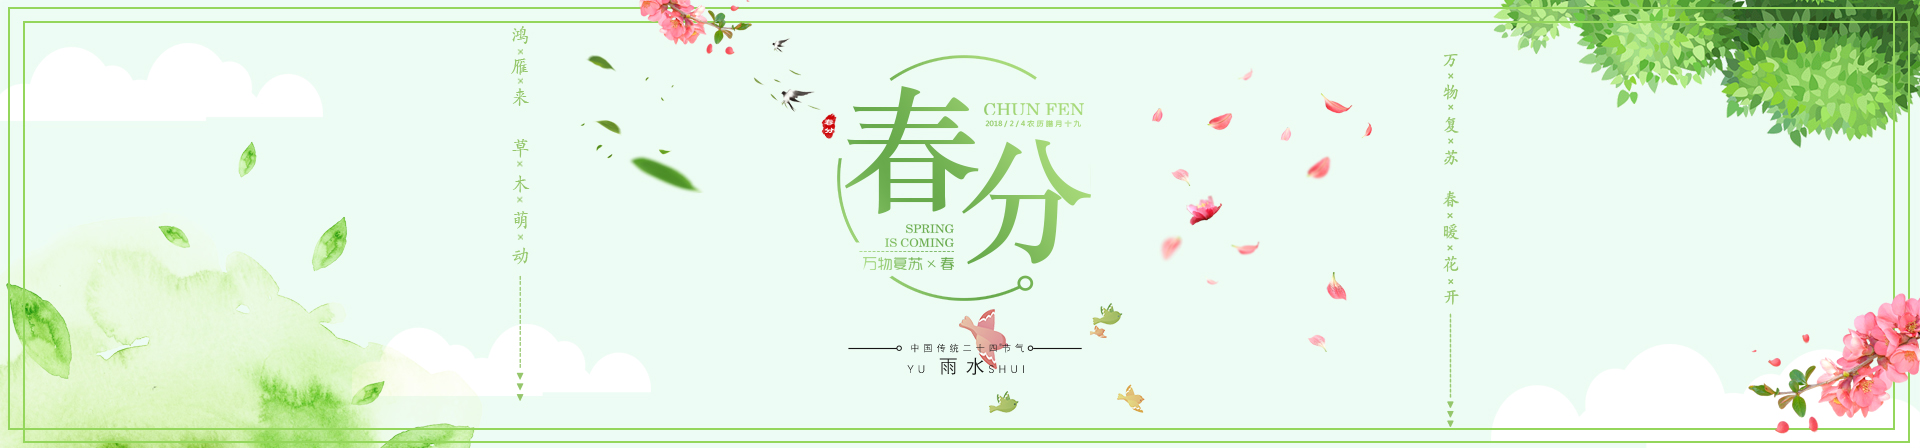 鸿×雁×来
草×木×萌×动
春分
春分
CHUN FEN
2018/2/4农历腊月十九
SPRING
IS COMING
万物复苏×春
中国传统二十四节气
YU 雨水 SHUI
万×物×复×苏
春×暖×花×开